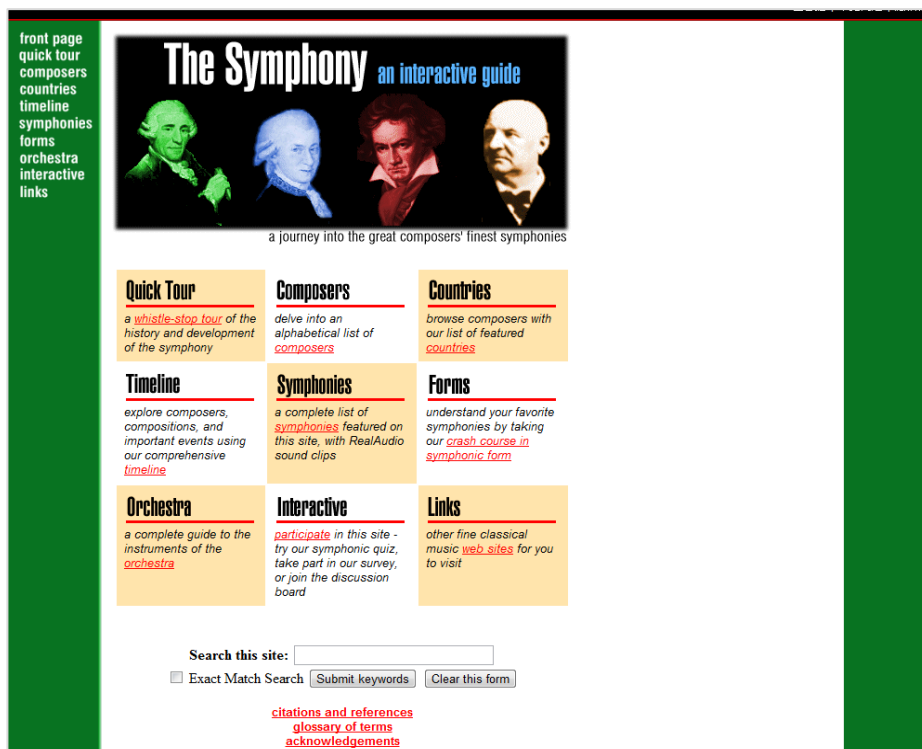 front page
quick tour
composers
countries
timeline
symphonies
forms
orchestra
interactive
links
The Symphony an interactive guide
a journey into the great composers' finest symphonies
Quick Tour
a whistle-stop tour of the
history and development
of the symphony
Composers
delve into an
alphabetical list of
composers
Countries
browse composers with
our list of featured
countries
Timeline
explore composers,
compositions, and
important events using
our comprehensive
timeline
Symphonies
a complete list of
symphonies featured on
this site, with RealAudio
sound clips
Forms
understand your favorite
symphonies by taking
our crash course in
symphonic form
Orchestra
a complete guide to the
instruments of the
orchestra
Interactive
participate in this site -
try our symphonic quiz,
take part in our survey,
or join the discussion
board
Links
other fine classical
music web sites for you
to visit
Search this site:
Exact Match Search Submit keywords Clear this form
citations and references
glossary of terms
acknowledgements